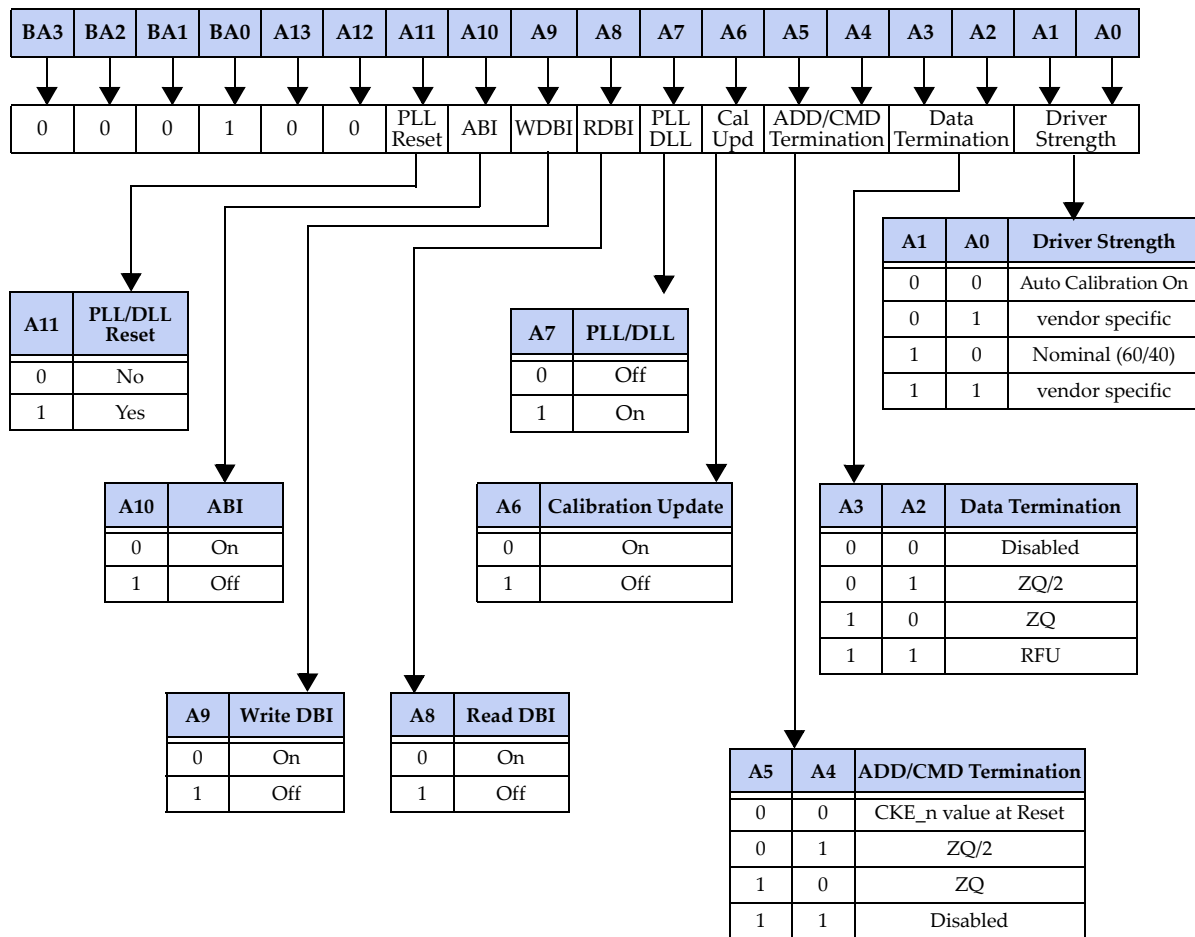 BA3 BA2 BA1 BA0 A13 A12 A11 A10 A9 A8 A7 A6 A5 A4 A3 A2 A1 A0
0 0 0 1 0 0 PLL Reset ABI WDBI RDBI PLL DLL Cal Upd ADD/CMD Termination Data Termination Driver Strength
A1 A0 Driver Strength
0 0 Auto Calibration On
0 1 vendor specific
1 0 Nominal (60/40)
1 1 vendor specific
A11 PLL/DLL Reset
0 No
1 Yes
A7 PLL/DLL
0 Off
1 On
A10 ABI
0 On
1 Off
A6 Calibration Update
0 On
1 Off
A3 A2 Data Termination
0 0 Disabled
0 1 ZQ/2
1 0 ZQ
1 1 RFU
A9 Write DBI
0 On
1 Off
A8 Read DBI
0 On
1 Off
A5 A4 ADD/CMD Termination
0 0 CKE_n value at Reset
0 1 ZQ/2
1 0 ZQ
1 1 Disabled